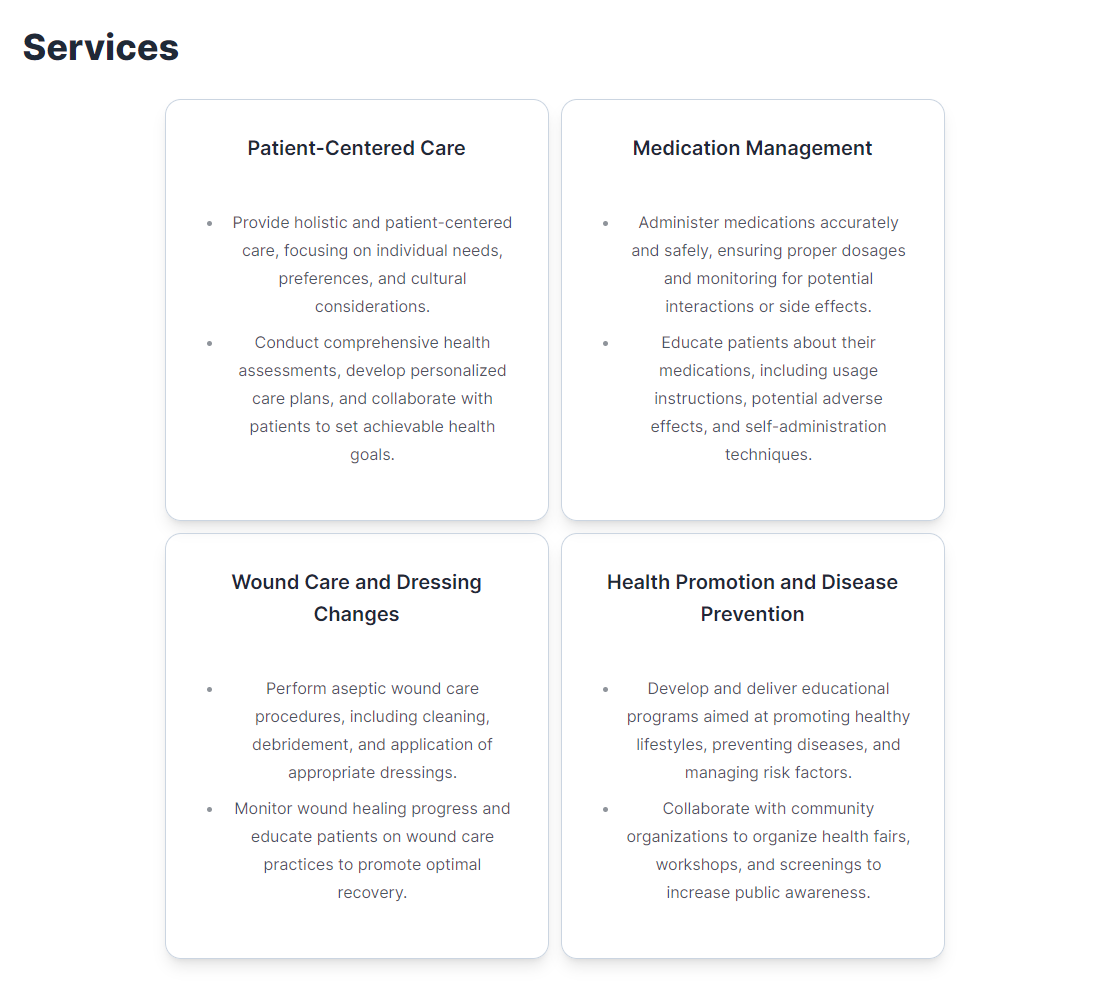 Services
Patient-Centered Care
• Provide holistic and patient-centered
care, focusing on individual needs,
preferences, and cultural
considerations.
• Conduct comprehensive health
assessments, develop personalized
care plans, and collaborate with
patients to set achievable health
goals.
Medication Management
• Administer medications accurately
and safely, ensuring proper dosages
and monitoring for potential
interactions or side effects.
• Educate patients about their
medications, including usage
instructions, potential adverse
effects, and self-administration
techniques.
Wound Care and Dressing
Changes
• Perform aseptic wound care
procedures, including cleaning,
debridement, and application of
appropriate dressings.
• Monitor wound healing progress and
educate patients on wound care
practices to promote optimal
recovery.
Health Promotion and Disease
Prevention
• Develop and deliver educational
programs aimed at promoting healthy
lifestyles, preventing diseases, and
managing risk factors.
• Collaborate with community
organizations to organize health fairs,
workshops, and screenings to
increase public awareness.